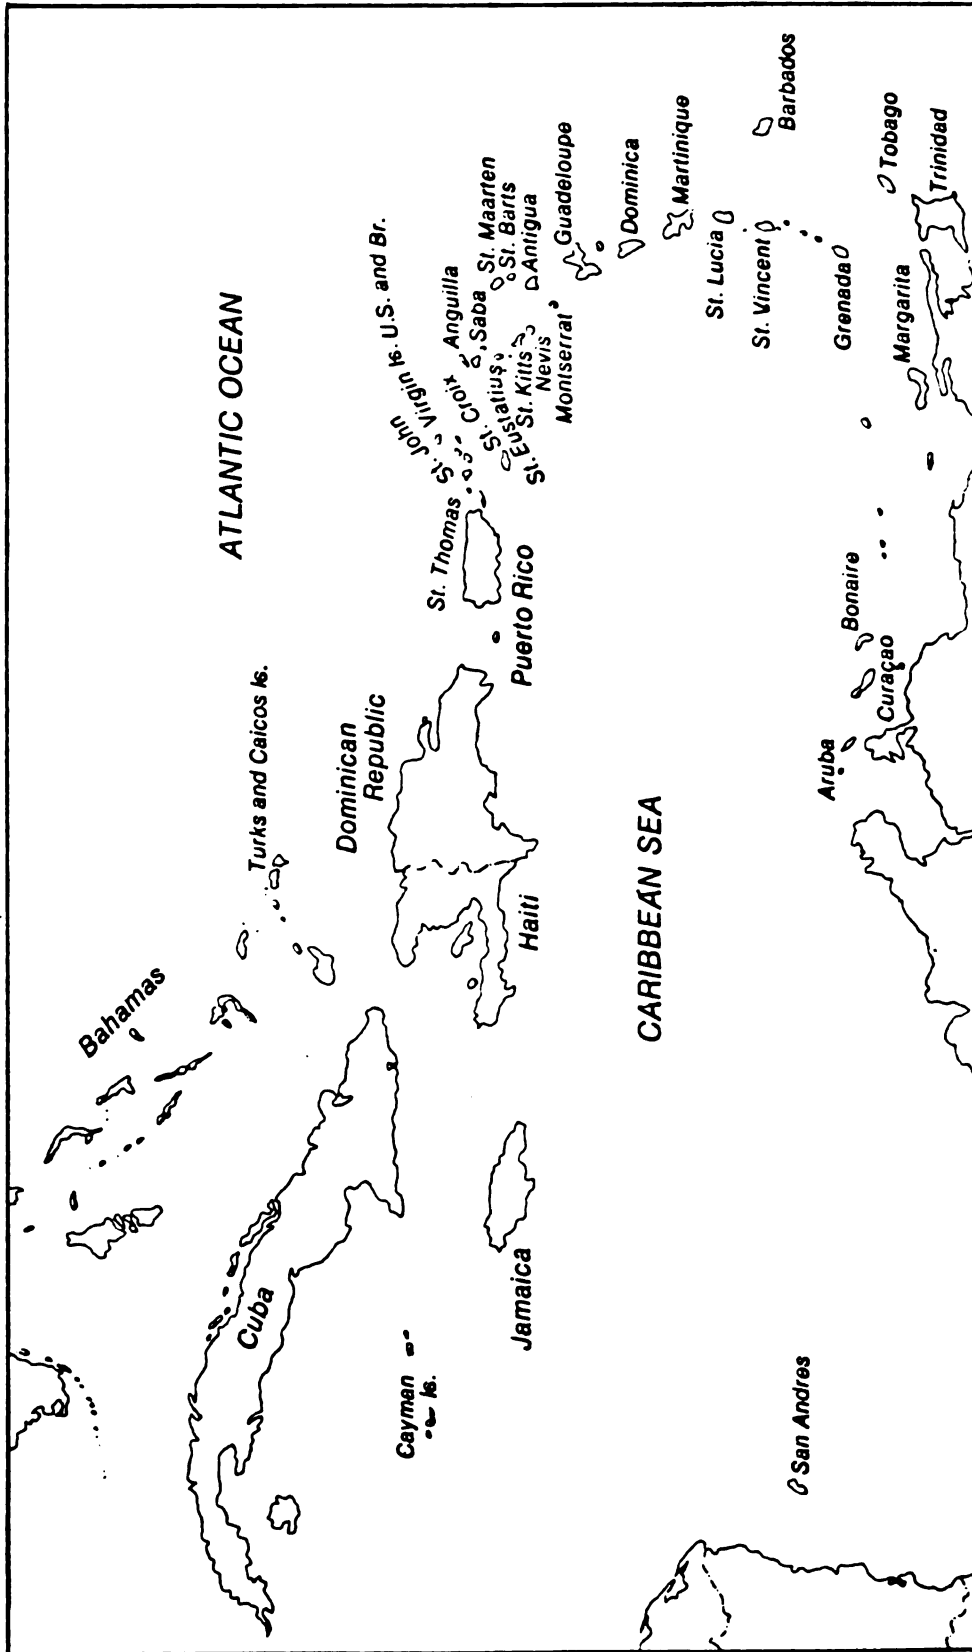 ATLANTIC OCEAN
Bahamas
Turks and Caicos Is.
Cuba
Cayman
Is.
Jamaica
Haiti
Dominican
Republic
Puerto Rico
St. Thomas
St. John
Virgin Is. U.S. and Br.
St. Croix
Anguilla
Saba
St. Maarten
St. Barts
Antigua
St. Eustatius
St. Kitts
Nevis
Montserrat
Guadeloupe
Dominica
Martinique
St. Lucia
St. Vincent
Barbados
Grenada
Tobago
Trinidad
Margarita
CARIBBEAN SEA
Bonaire
Curaçao
Aruba
San Andres